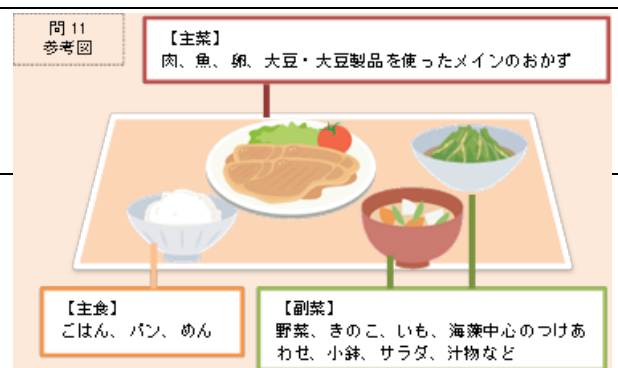 問 11
参考図
【主菜】
肉、魚、卵、大豆・大豆製品を使ったメインのおかず
【主食】
ごはん、パン、めん
【副菜】
野菜、きのこ、いも、海藻中心のつけあ
わせ、小鉢、サラダ、汁物など